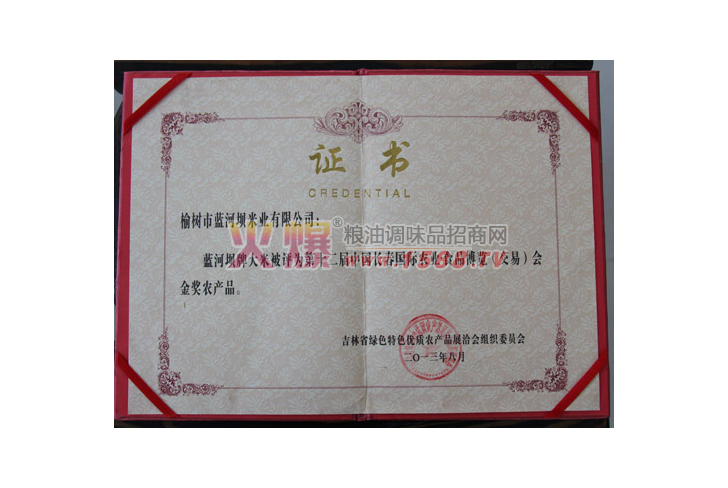 证书
CREDENTIAL
榆树市蓝河坝米业有限公司：
火爆® 粮油调味品招商网
蓝河坝牌大米被评为第十二届中国长春国际农业食品博览（交易）会
金奖农产品。
吉林省绿色特色优质农产品展洽会组织委员会
二〇一三年八月